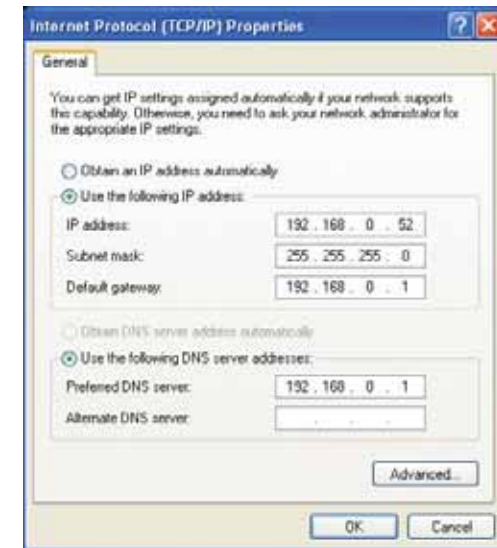 Internet Protocol (TCP/IP) Properties
General
You can get IP settings assigned automatically if your network supports
this capability. Otherwise, you need to ask your network administrator for
the appropriate IP settings.
Obtain an IP address automatically
Use the following IP address:
IP address: 192 . 168 . 0 . 52
Subnet mask: 255 . 255 . 255 . 0
Default gateway: 192 . 168 . 0 . 1
Obtain DNS server address automatically
Use the following DNS server addresses:
Preferred DNS server: 192 . 168 . 0 . 1
Alternate DNS server: . . .
Advanced...
OK Cancel